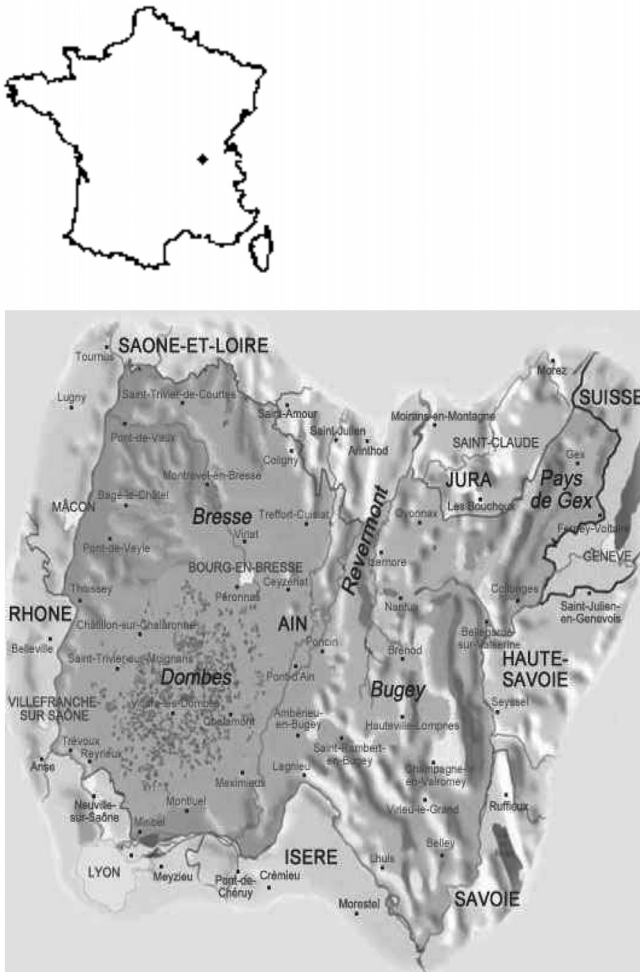 SAONE-ET-LOIRE
Tournus
Morez
SUISSE
Lugny
Saint-Trivier-de-Courtes
Saint-Amour
Moirans-en-Montagne
Pont-de-Vaux
Saint-Julien
Arinthod
SAINT-CLAUDE
Gex
Coligny
Montrevel-en-Bresse
JURA
Pays
de Gex
Bagé-le-Châtel
Les Bouchoux
MÂCON
Bresse
Treffort-Cuisiat
Oyonnax
Ferney-Voltaire
Pont-de-Veyle
Viriat
Revermont
Izernore
GENEVE
BOURG-EN-BRESSE
Ceyzériat
Péronnas
Thoissey
Nantua
Collonges
Saint-Julien-
en-Genevois
RHONE
AIN
Châtillon-sur-Chalaronne
Bellegarde-
sur-Valserine
Belleville
Poncin
Brénod
HAUTE-
SAVOIE
Saint-Trivier-sur-Moignans
Dombes
Pont-d'Ain
Bugey
VILLEFRANCHE-
SUR SAÔNE
Villars-les-Dombes
Chalamont
Seyssel
Ambérieu-
en-Bugey
Hauteville-Lompnes
Trévoux
Reyrieux
Saint-Rambert-
en-Bugey
Anse
Lagnieu
Champagne-
en-Valromey
Meximieux
Neuville-
sur-Saône
Montluel
Virieu-le-Grand
Ruffieux
Miribel
ISERE
Belley
LYON
Meyzieu
Pont-de-
Chéruy
Crémieu
Lhuis
SAVOIE
Morestel